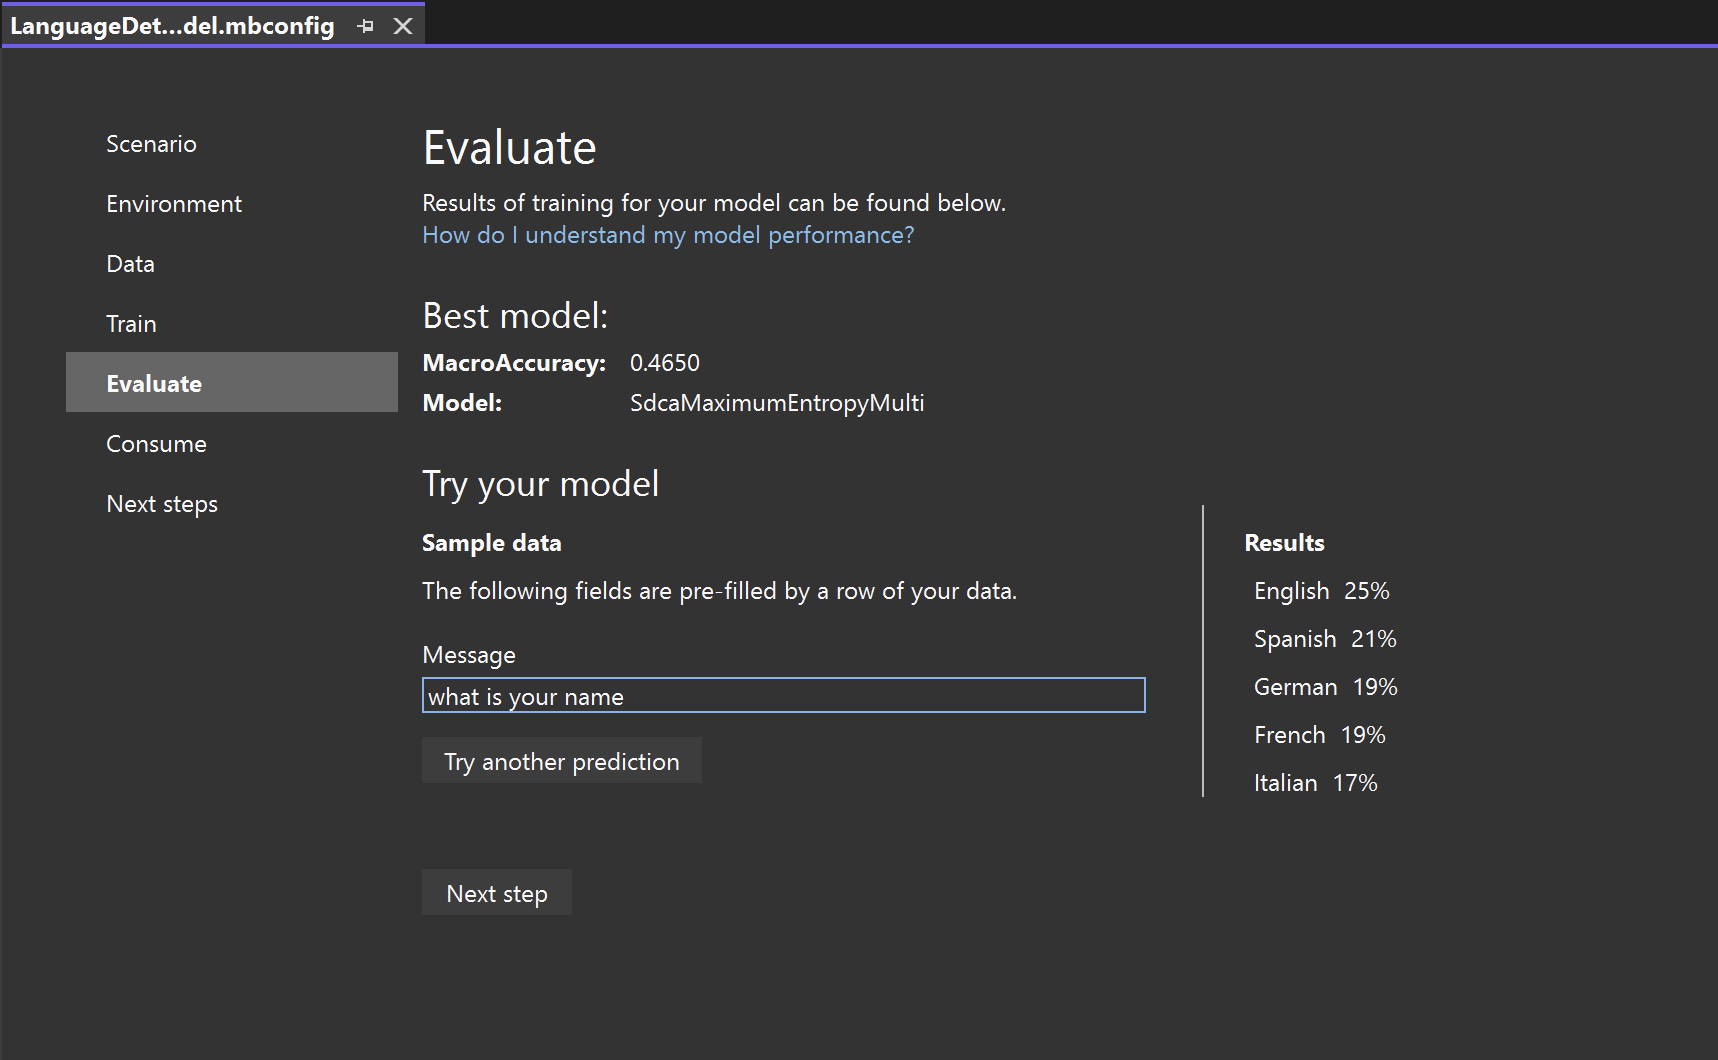 LanguageDet...del.mbconfig
Scenario
Environment
Data
Train
Evaluate
Consume
Next steps
Evaluate
Results of training for your model can be found below.
How do I understand my model performance?
Best model:
MacroAccuracy: 0.4650
Model: SdcaMaximumEntropyMulti
Try your model
Sample data
The following fields are pre-filled by a row of your data.
Message
what is your name
Try another prediction
Next step
Results
English 25%
Spanish 21%
German 19%
French 19%
Italian 17%